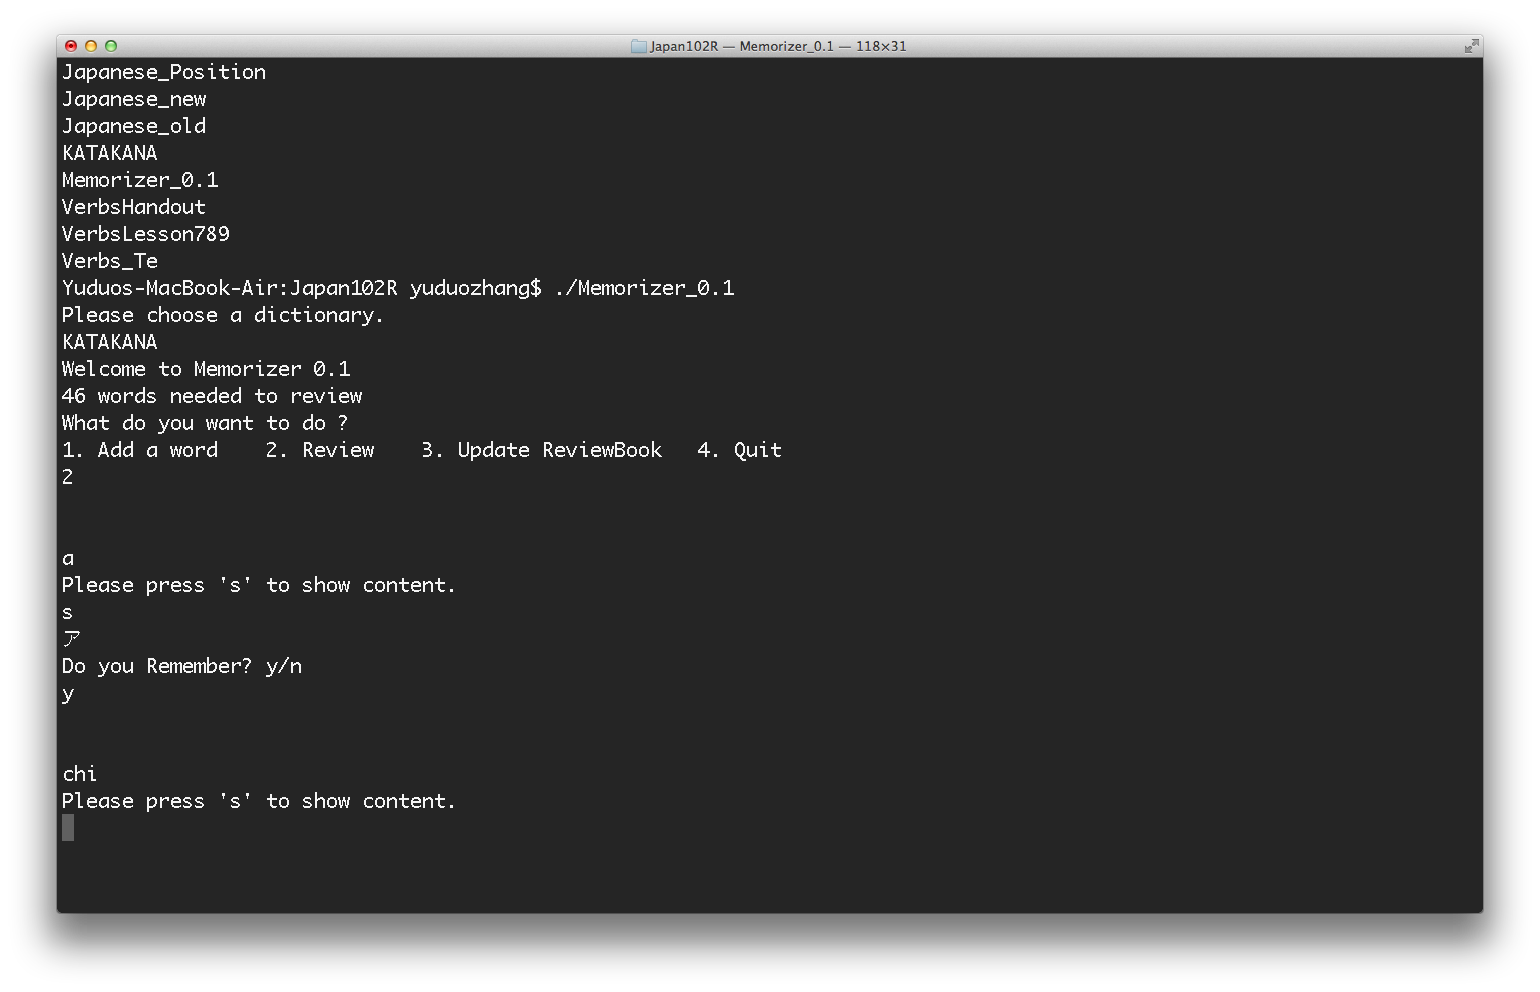 Japan102R — Memorizer_0.1 — 118×31
Japanese_Position
Japanese_new
Japanese_old
KATAKANA
Memorizer_0.1
VerbsHandout
VerbsLesson789
Verbs_Te
Yuduos-MacBook-Air:Japan102R yuduozhang$ ./Memorizer_0.1
Please choose a dictionary.
KATAKANA
Welcome to Memorizer 0.1
46 words needed to review
What do you want to do ?
1. Add a word    2. Review    3. Update ReviewBook   4. Quit
2
a
Please press 's' to show content.
s
ア
Do you Remember? y/n
y
chi
Please press 's' to show content.